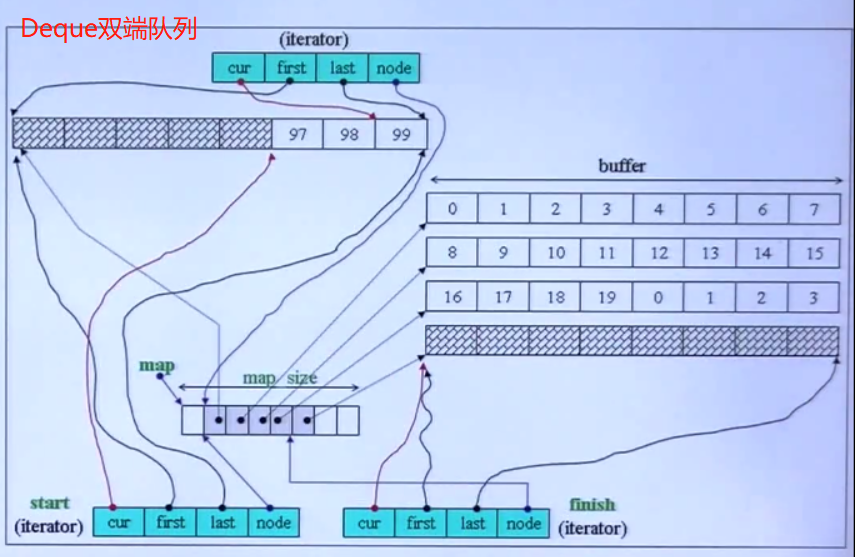 Deque双端队列
(iterator)
cur first last node
97 98 99
buffer
0 1 2 3 4 5 6 7
8 9 10 11 12 13 14 15
16 17 18 19 0 1 2 3
map
map size
start
(iterator)
cur first last node
cur first last node
finish
(iterator)